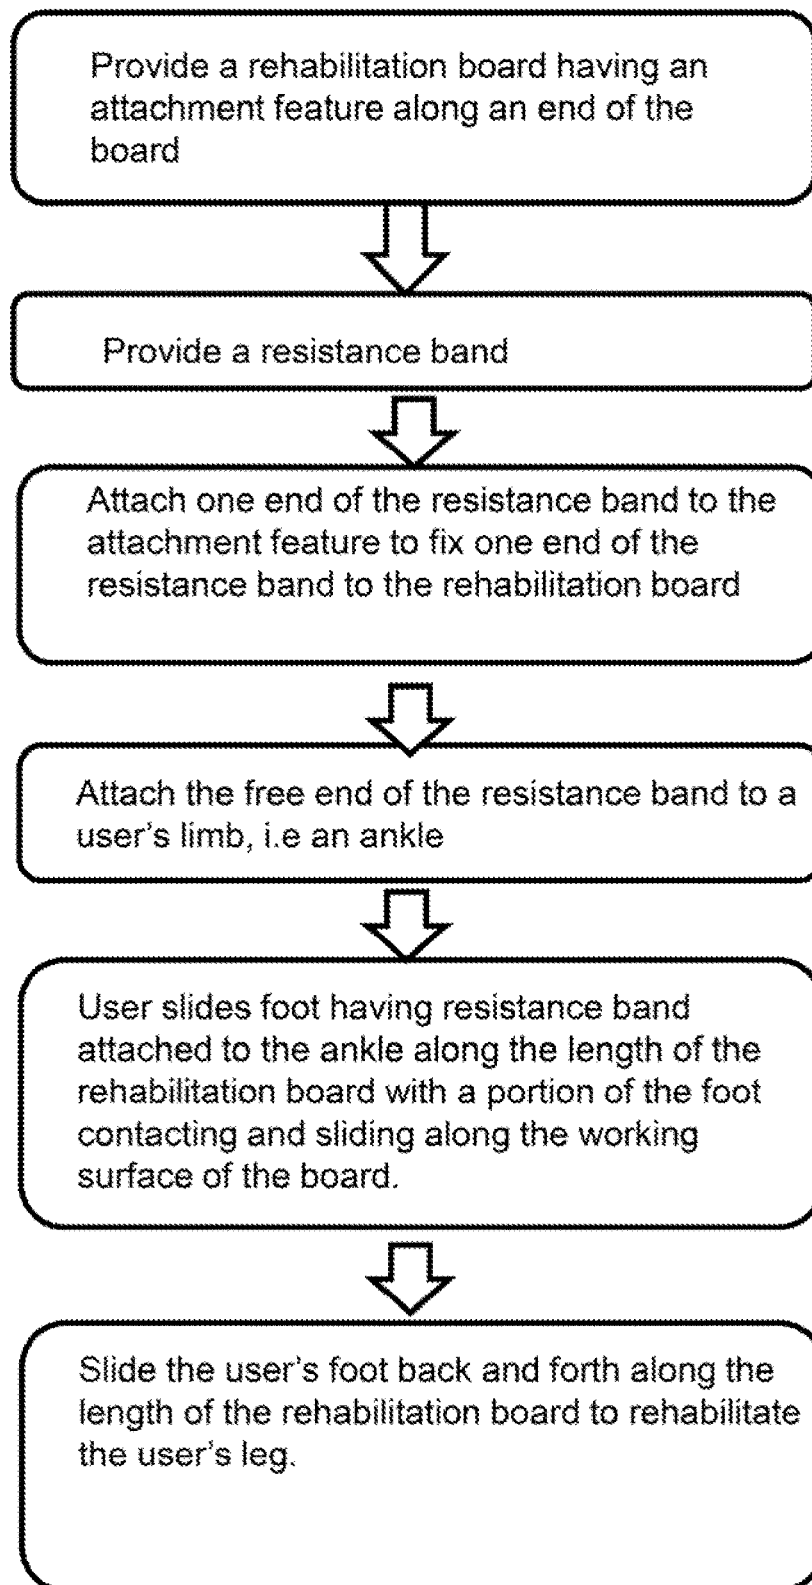 Provide a rehabilitation board having an
attachment feature along an end of the
board
Provide a resistance band
Attach one end of the resistance band to the
attachment feature to fix one end of the
resistance band to the rehabilitation board
Attach the free end of the resistance band to a
user's limb, i.e an ankle
User slides foot having resistance band
attached to the ankle along the length of the
rehabilitation board with a portion of the foot
contacting and sliding along the working
surface of the board.
Slide the user's foot back and forth along the
length of the rehabilitation board to rehabilitate
the user's leg.